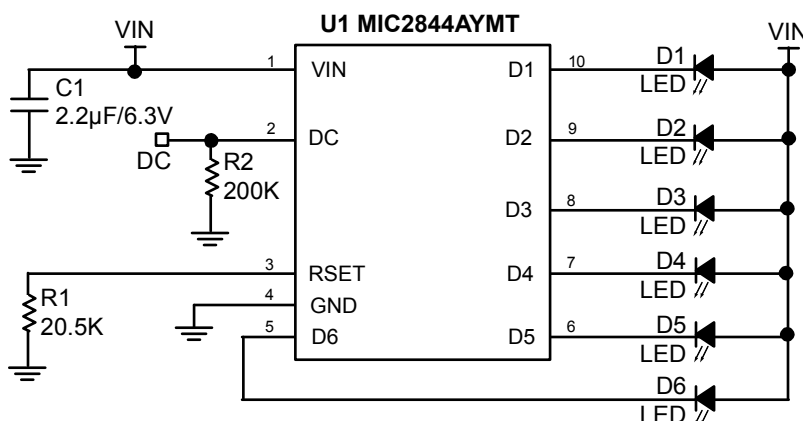 U1 MIC2844AYMT
VIN
VIN
C1
2.2µF/6.3V
1
VIN
DC
2
DC
R2
200K
R1
20.5K
3
RSET
4
GND
5
D6
D1
10
D1
LED
D2
9
D2
LED
D3
8
D3
LED
D4
7
D4
LED
D5
6
D5
LED
D6
LED